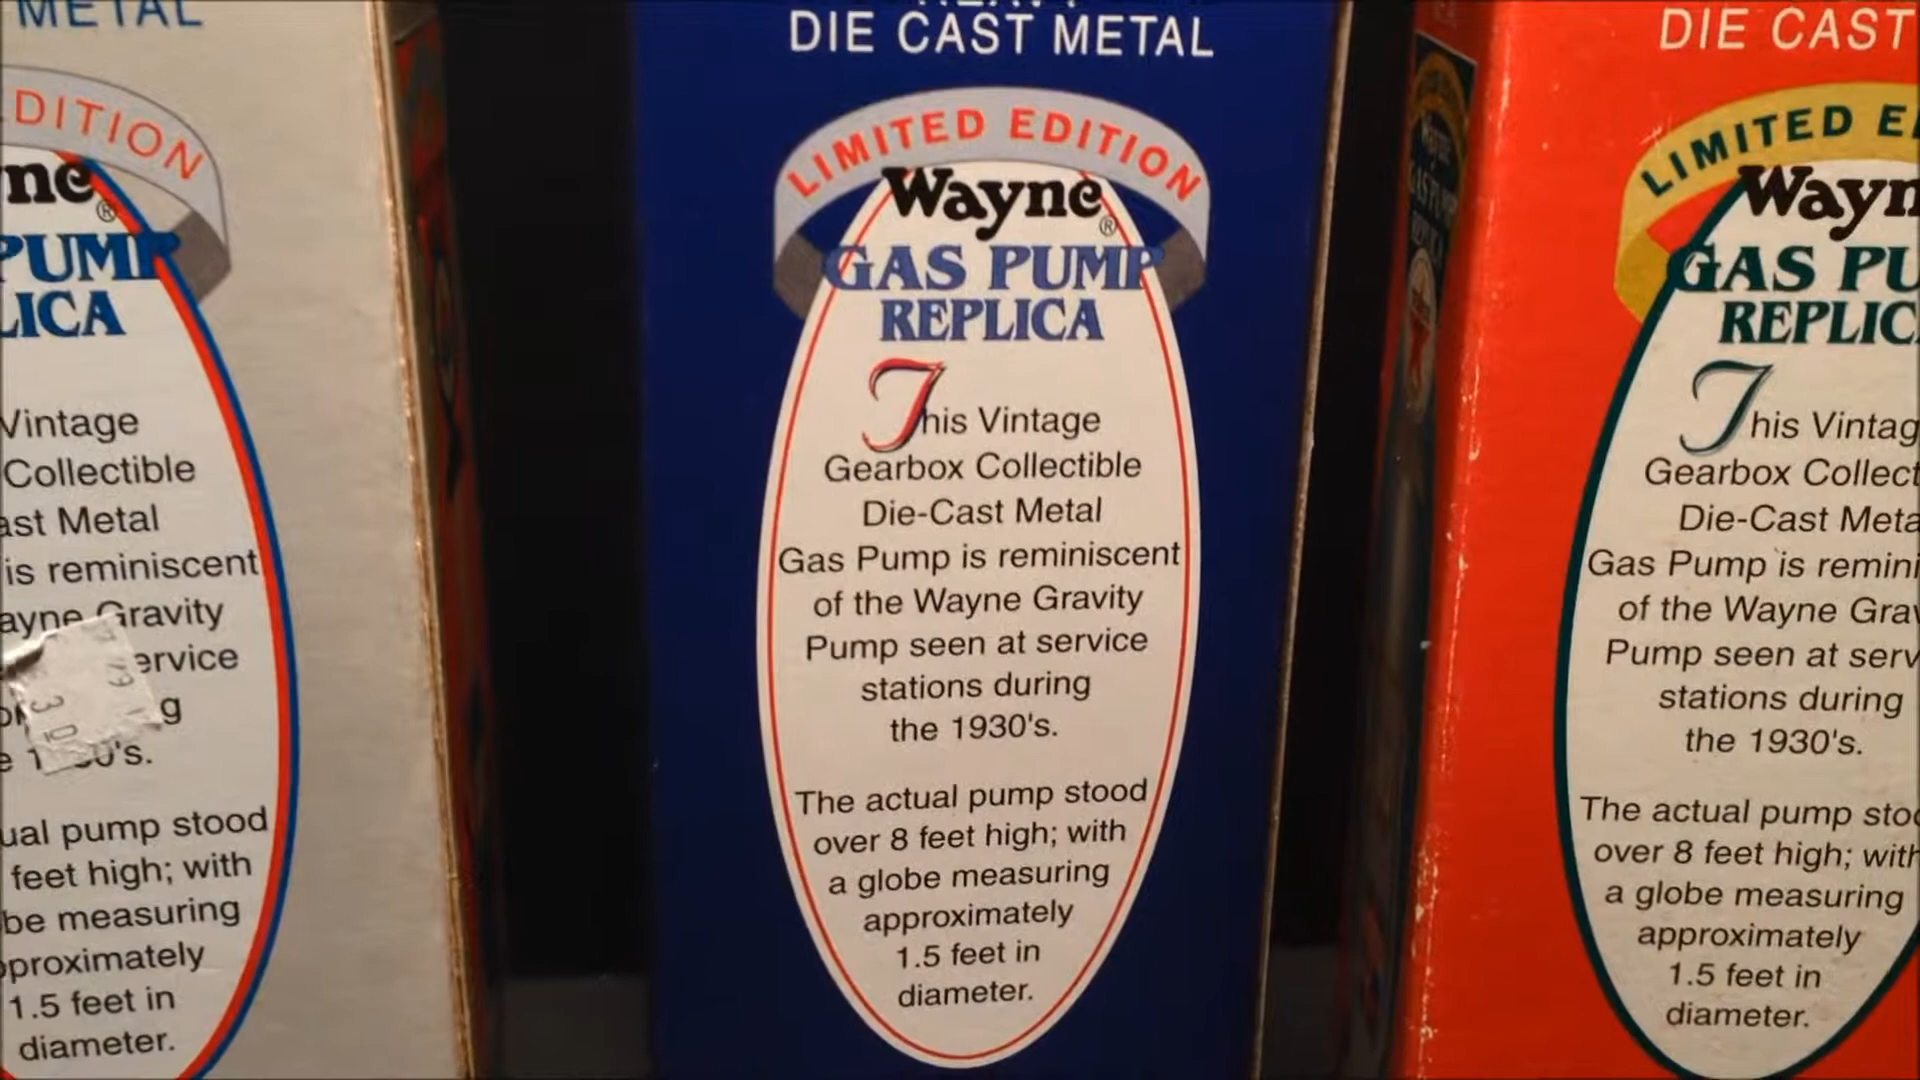 METAL
DITION
ne®
PUMP
LICA
Vintage
Collectible
ast Metal
is reminiscent
ayne Gravity
ervice
g
's.
ual pump stood
feet high; with
be measuring
proximately
1.5 feet in
diameter.
DIE CAST METAL
LIMITED EDITION
Wayne®
GAS PUMP
REPLICA
This Vintage
Gearbox Collectible
Die-Cast Metal
Gas Pump is reminiscent
of the Wayne Gravity
Pump seen at service
stations during
the 1930's.
The actual pump stood
over 8 feet high; with
a globe measuring
approximately
1.5 feet in
diameter.
DIE CAST
LIMITED E
Wayn
GAS PU
REPLIC
This Vintag
Gearbox Collect
Die-Cast Meta
Gas Pump is remini
of the Wayne Grav
Pump seen at serv
stations during
the 1930's.
The actual pump stoo
over 8 feet high; with
a globe measuring
approximately
1.5 feet in
diameter.